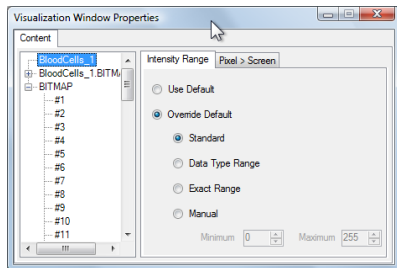 Visualization Window Properties
Content
BloodCells_1
BloodCells_1.BITM
BITMAP
#1
#2
#3
#4
#5
#6
#7
#8
#9
#10
#11
Intensity Range
Pixel > Screen
Use Default
Override Default
Standard
Data Type Range
Exact Range
Manual
Minimum 0 Maximum 255